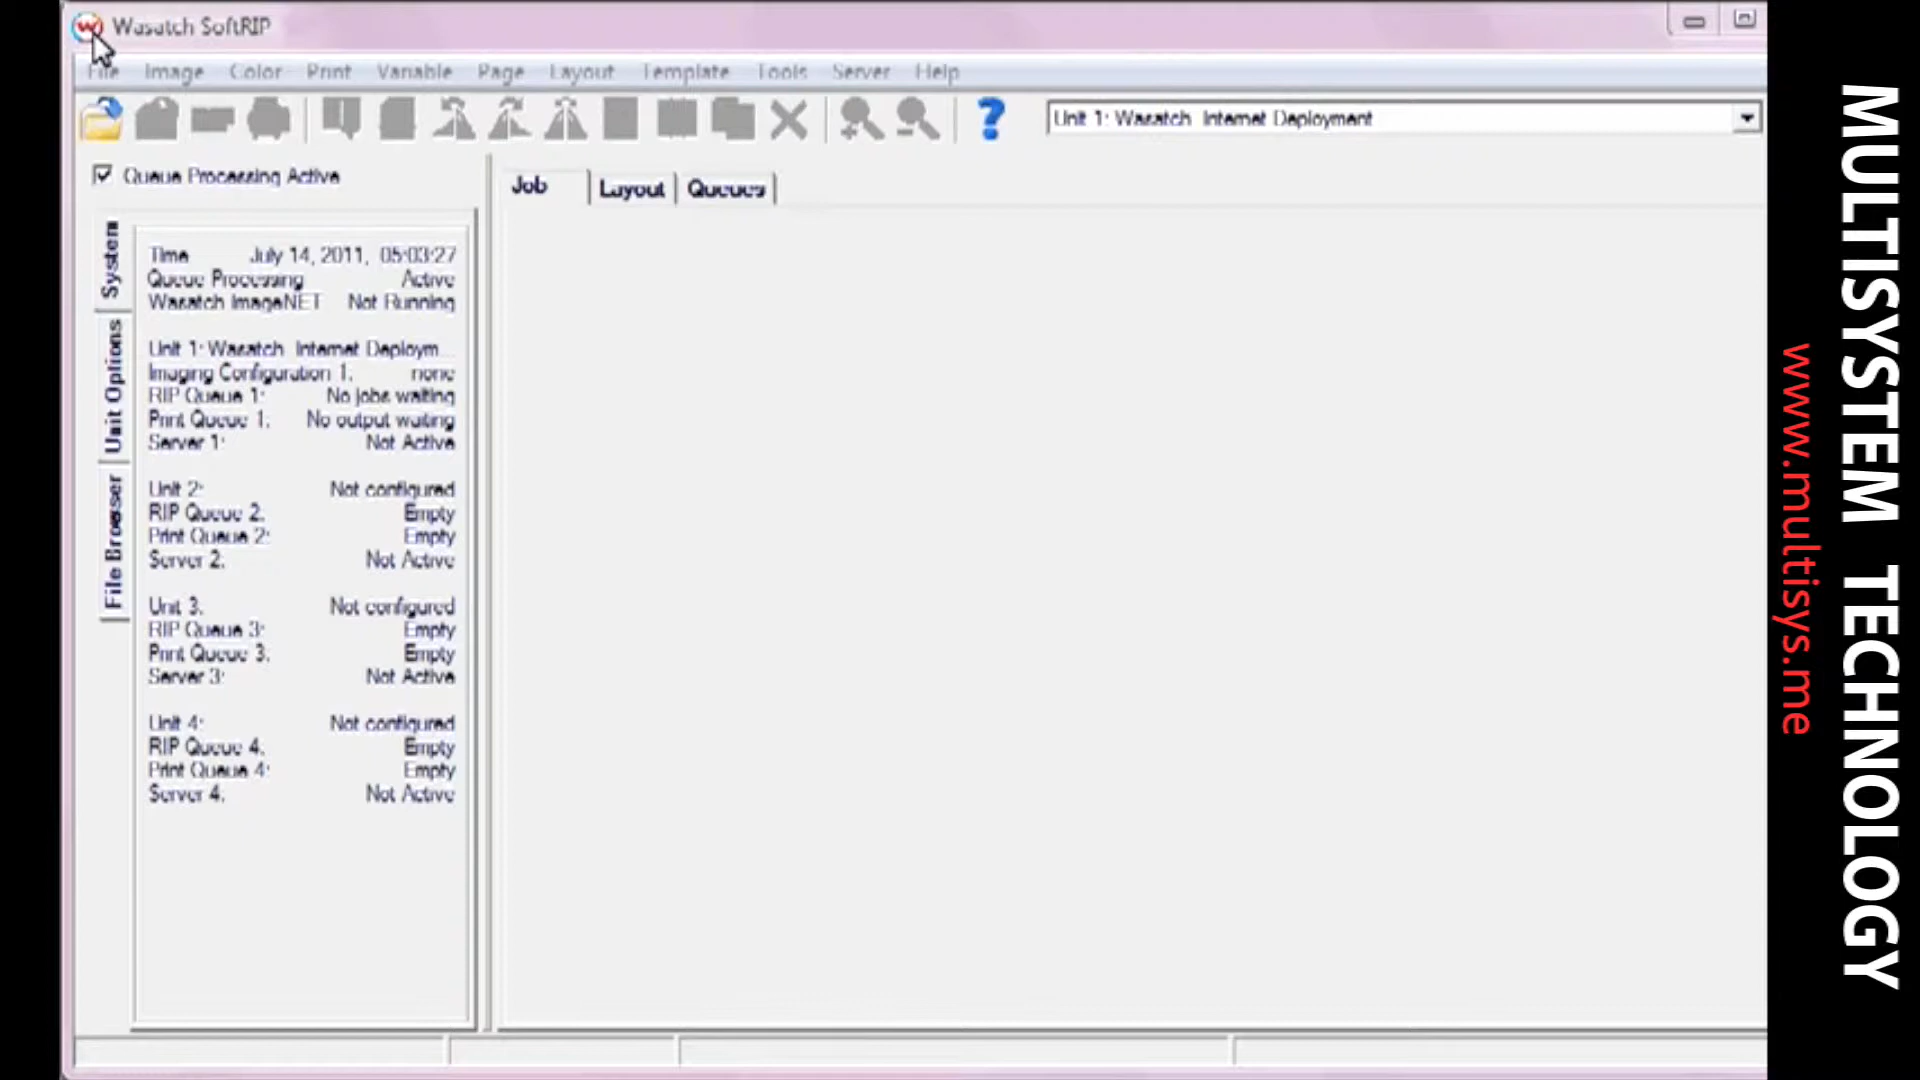 Wasatch SoftRIP
File Image Color Print Variable Page Layout Template Tools Server Help
Unit 1: Wasatch Internet Deployment
Queue Processing Active
Job Layout Queues
System
Unit Options
File Browser
Time July 14, 2011, 05:03:27
Queue Processing Active
Wasatch ImageNET Not Running
Unit 1: Wasatch Internet Deploym...
Imaging Configuration 1: none
RIP Queue 1: No jobs waiting
Print Queue 1: No output waiting
Server 1: Not Active
Unit 2: Not configured
RIP Queue 2: Empty
Print Queue 2: Empty
Server 2: Not Active
Unit 3: Not configured
RIP Queue 3: Empty
Print Queue 3: Empty
Server 3: Not Active
Unit 4: Not configured
RIP Queue 4: Empty
Print Queue 4: Empty
Server 4: Not Active
MULTISYSTEM TECHNOLOGY
www.multisys.me